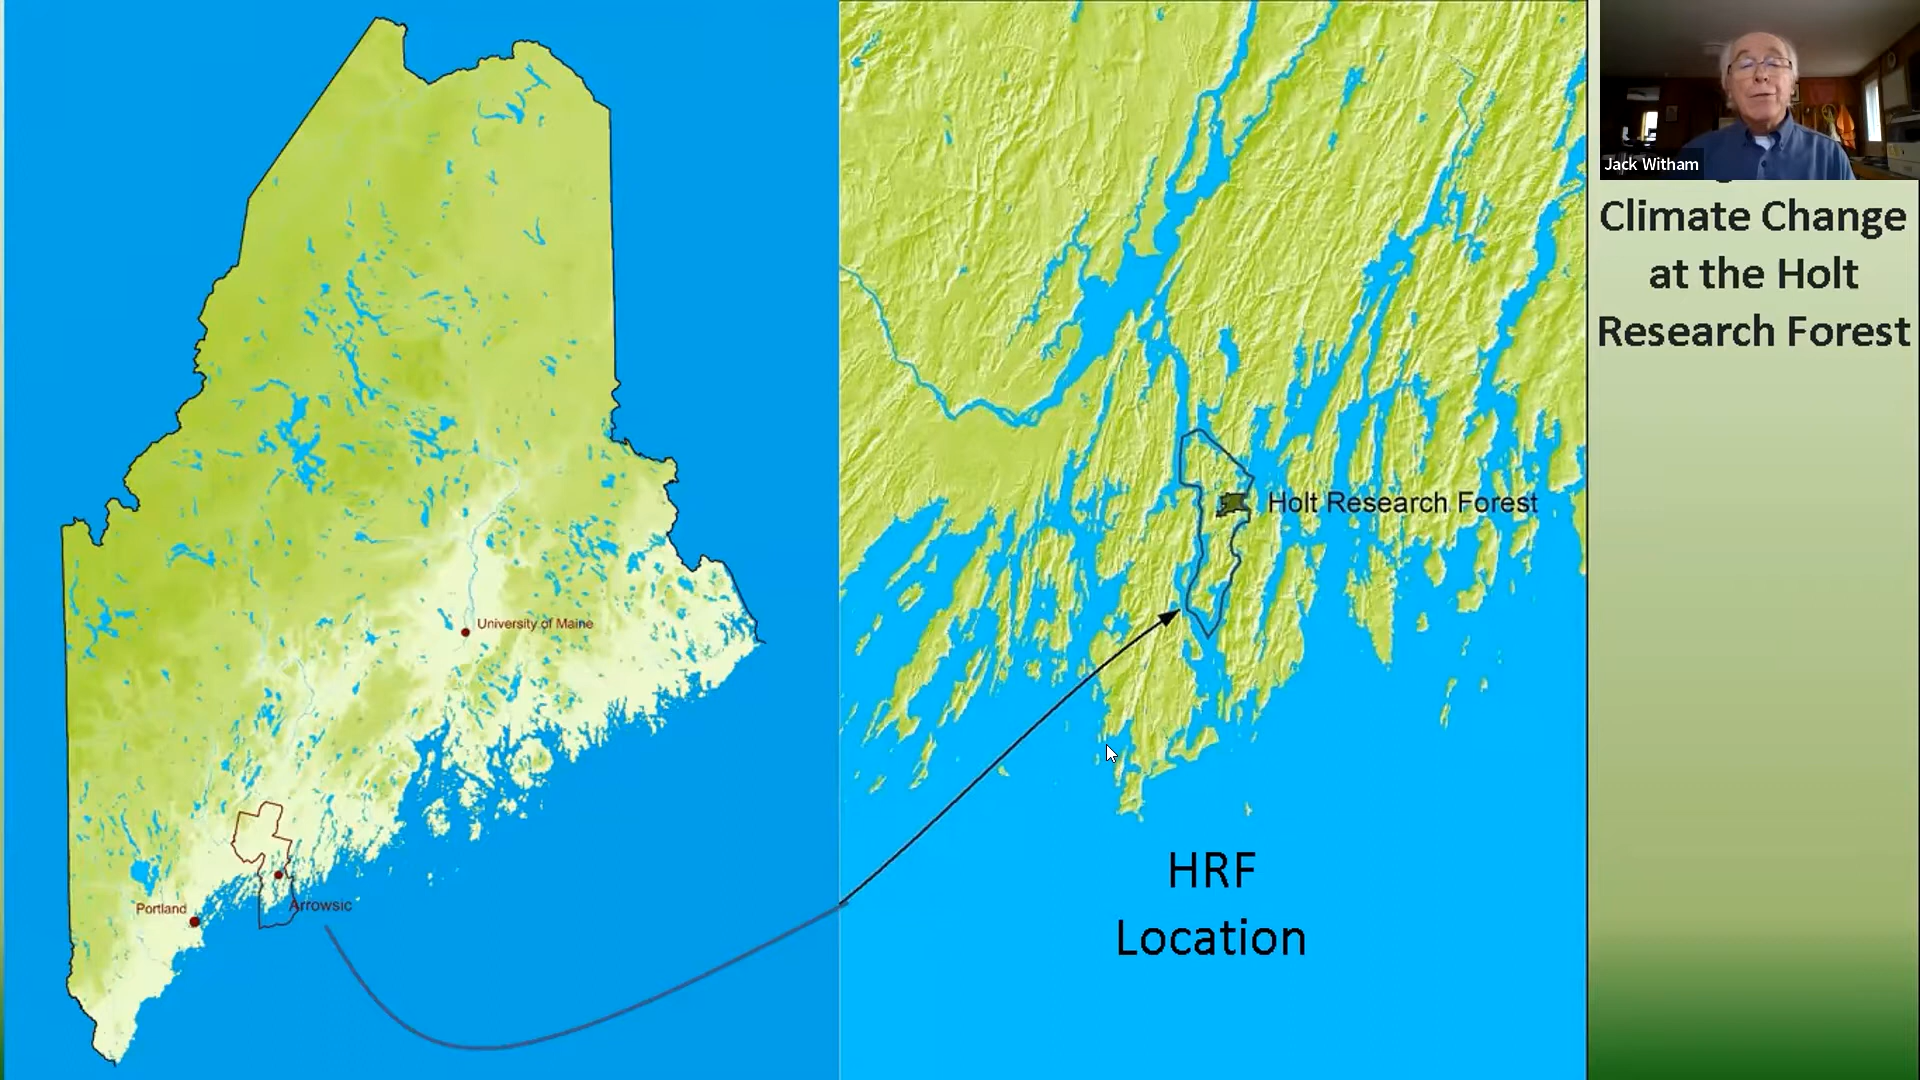 University of Maine
Portland
Arrowsic
Holt Research Forest
HRF
Location
Jack Witham
Climate Change
at the Holt
Research Forest